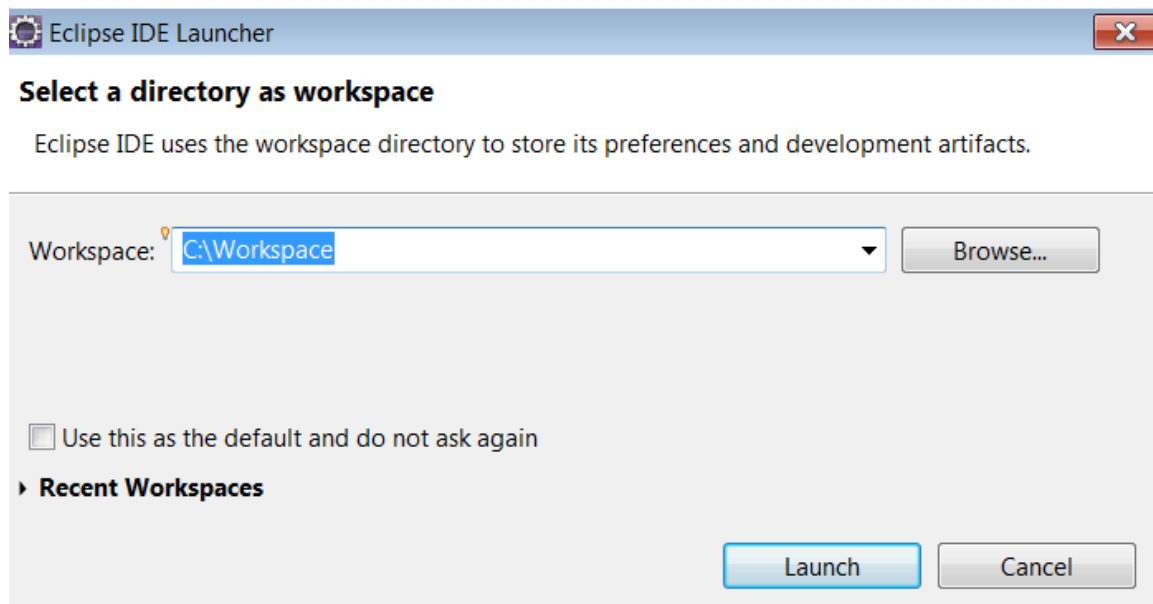 Eclipse IDE Launcher
Select a directory as workspace
Eclipse IDE uses the workspace directory to store its preferences and development artifacts.
Workspace: C:\Workspace Browse...
Use this as the default and do not ask again
Recent Workspaces
Launch Cancel